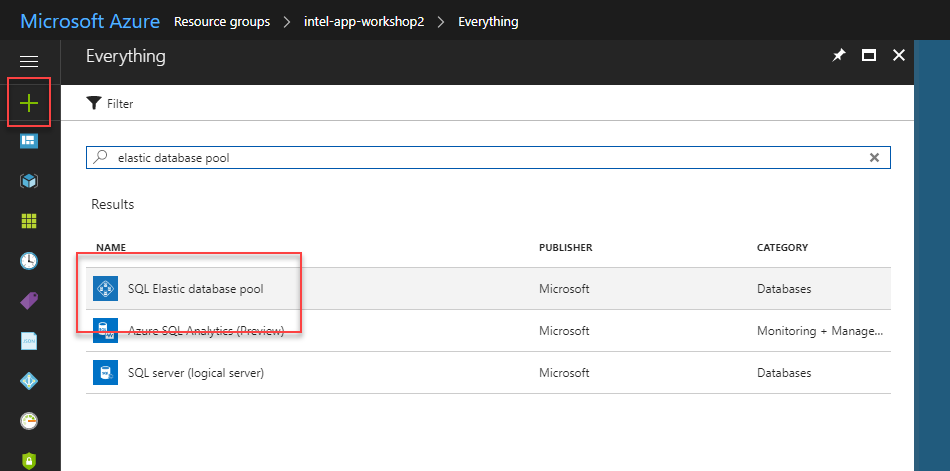 Microsoft Azure Resource groups > intel-app-workshop2 > Everything
Everything
Filter
elastic database pool
Results
NAME PUBLISHER CATEGORY
SQL Elastic database pool Microsoft Databases
Azure SQL Analytics (Preview) Microsoft Monitoring + Manage...
SQL server (logical server) Microsoft Databases